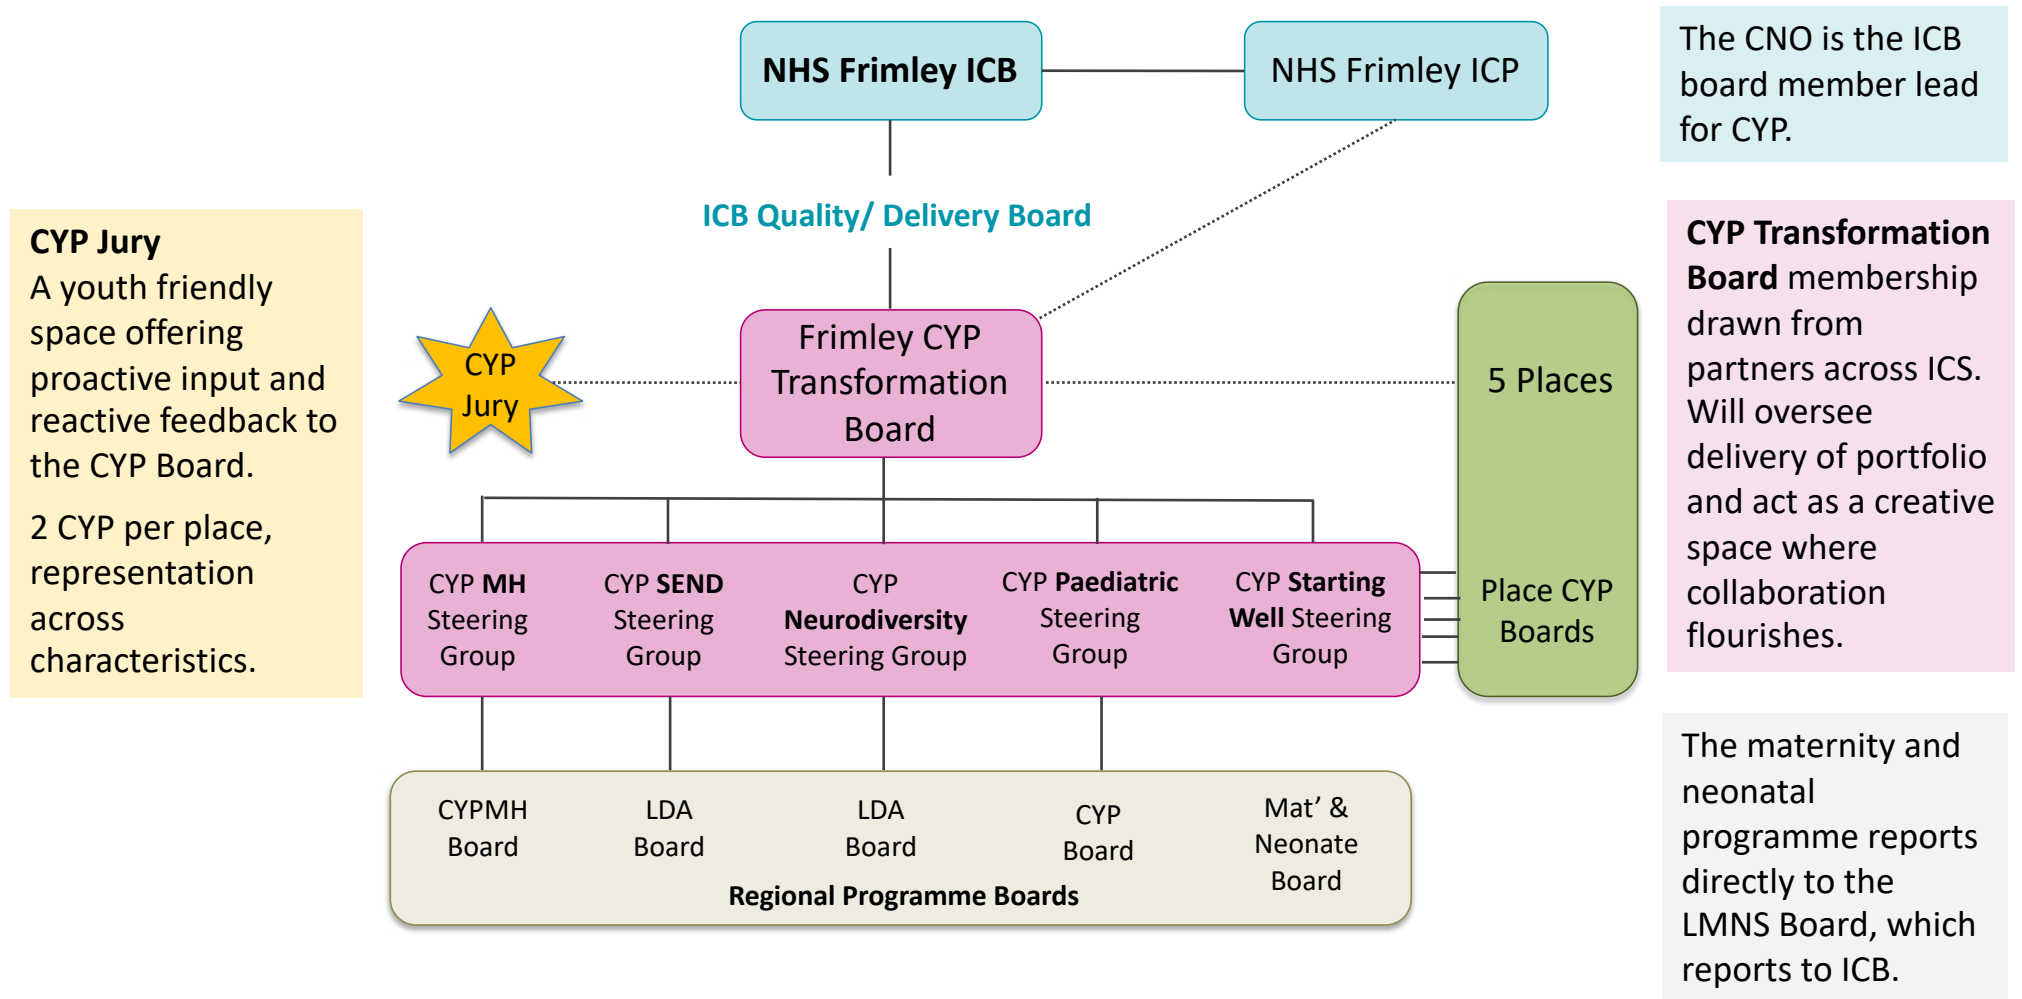 NHS Frimley ICB
NHS Frimley ICP
The CNO is the ICB
board member lead
for CYP.
ICB Quality/ Delivery Board
CYP Jury
A youth friendly
space offering
proactive input and
reactive feedback to
the CYP Board.
2 CYP per place,
representation
across
characteristics.
CYP
Jury
Frimley CYP
Transformation
Board
5 Places
Place CYP
Boards
CYP Transformation
Board membership
drawn from
partners across ICS.
Will oversee
delivery of portfolio
and act as a creative
space where
collaboration
flourishes.
CYP MH
Steering
Group
CYP SEND
Steering
Group
CYP
Neurodiversity
Steering Group
CYP Paediatric
Steering
Group
CYP Starting
Well Steering
Group
CYPMH
Board
LDA
Board
LDA
Board
CYP
Board
Mat’ &
Neonate
Board
Regional Programme Boards
The maternity and
neonatal
programme reports
directly to the
LMNS Board, which
reports to ICB.